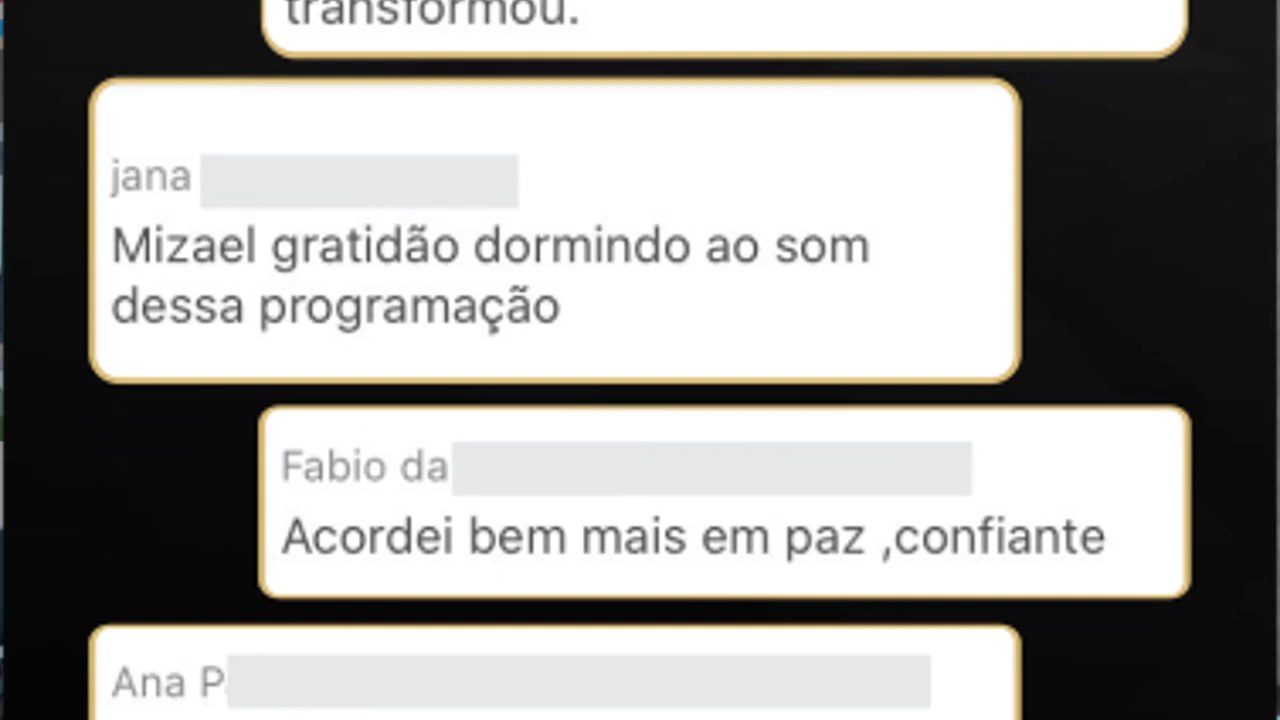 transformou.
jana
Mizael gratidão dormindo ao som
dessa programação
Fabio da
Acordei bem mais em paz ,confiante
Ana P